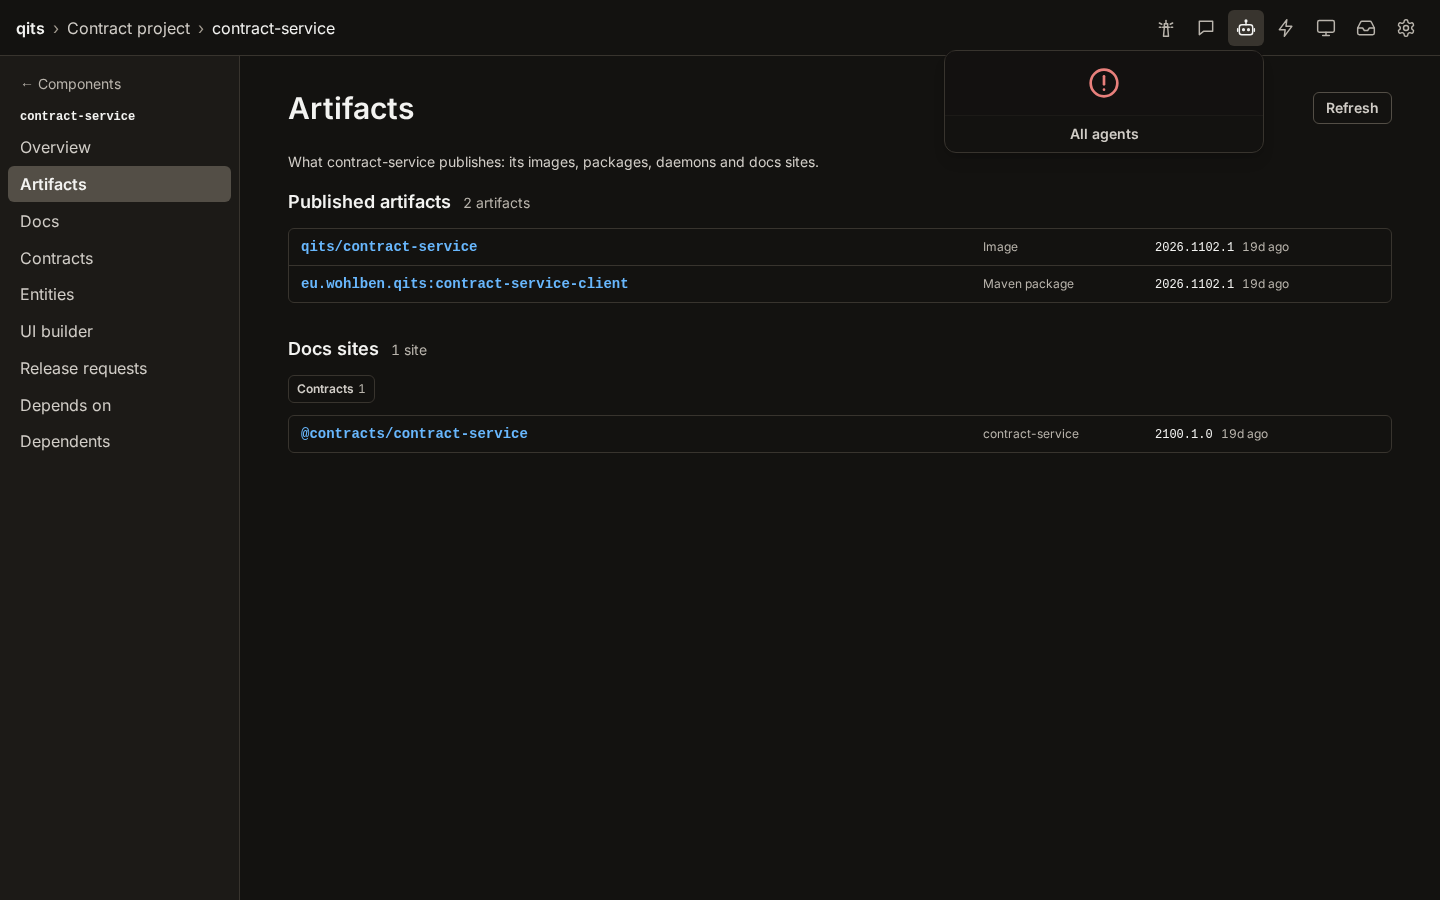 qits › Contract project › contract-service
← Components
contract-service
Overview
Artifacts
Docs
Contracts
Entities
UI builder
Release requests
Depends on
Dependents
All agents
Artifacts
Refresh
What contract-service publishes: its images, packages, daemons and docs sites.
Published artifacts 2 artifacts
qits/contract-service Image 2026.1102.1 19d ago
eu.wohlben.qits:contract-service-client Maven package 2026.1102.1 19d ago
Docs sites 1 site
Contracts 1
@contracts/contract-service contract-service 2100.1.0 19d ago